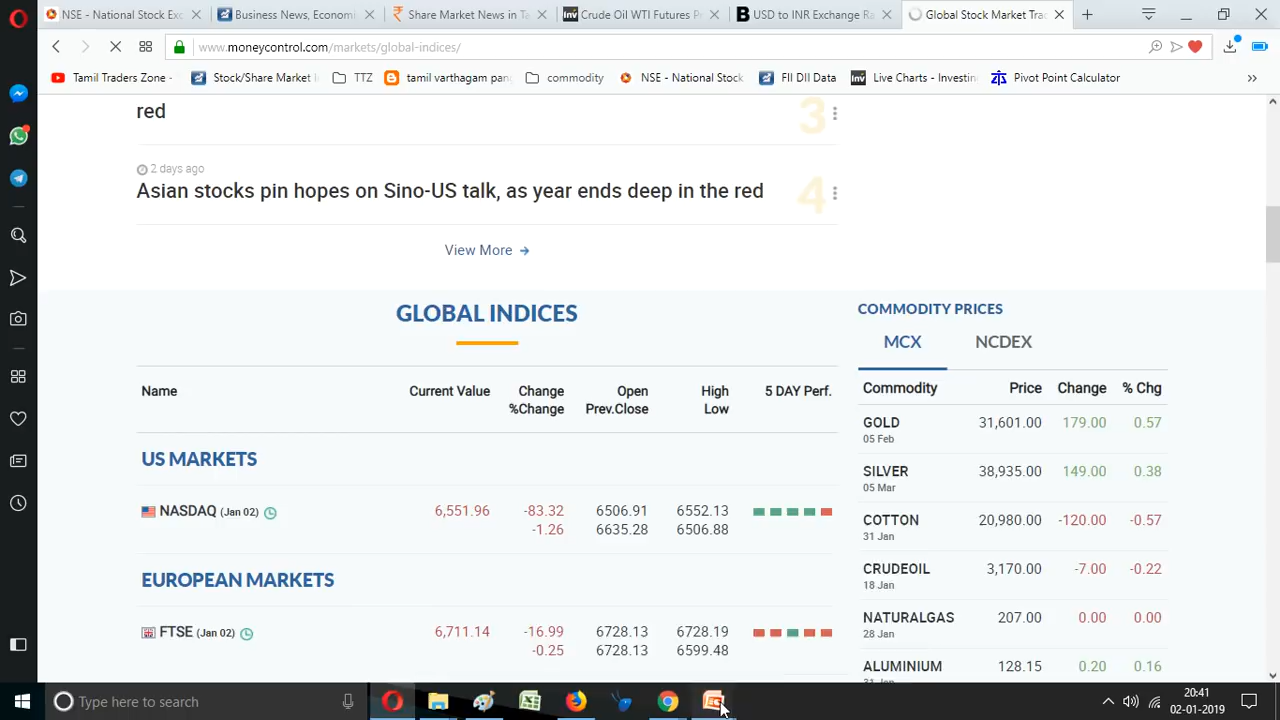 NSE - National Stock Exc
Business News, Economi
Share Market News in Ta
Crude Oil WTI Futures P
USD to INR Exchange Ra
Global Stock Market Trad
www.moneycontrol.com/markets/global-indices/
Tamil Traders Zone -
Stock/Share Market
TTZ
tamil varthagam pan
commodity
NSE - National Stock
FII DII Data
Live Charts - Investin
Pivot Point Calculator
red
3
2 days ago
Asian stocks pin hopes on Sino-US talk, as year ends deep in the red
4
View More
GLOBAL INDICES
Name Current Value Change Open High 5 DAY Perf.
%Change Prev.Close Low
US MARKETS
NASDAQ (Jan 02) 6,551.96 -83.32 6506.91 6552.13
-1.26 6635.28 6506.88
EUROPEAN MARKETS
FTSE (Jan 02) 6,711.14 -16.99 6728.13 6728.19
-0.25 6728.13 6599.48
COMMODITY PRICES
MCX NCDEX
Commodity Price Change % Chg
GOLD 31,601.00 179.00 0.57
05 Feb
SILVER 38,935.00 149.00 0.38
05 Mar
COTTON 20,980.00 -120.00 -0.57
31 Jan
CRUDEOIL 3,170.00 -7.00 -0.22
18 Jan
NATURALGAS 207.00 0.00 0.00
28 Jan
ALUMINIUM 128.15 0.20 0.16
31 Jan
Type here to search
20:41
02-01-2019